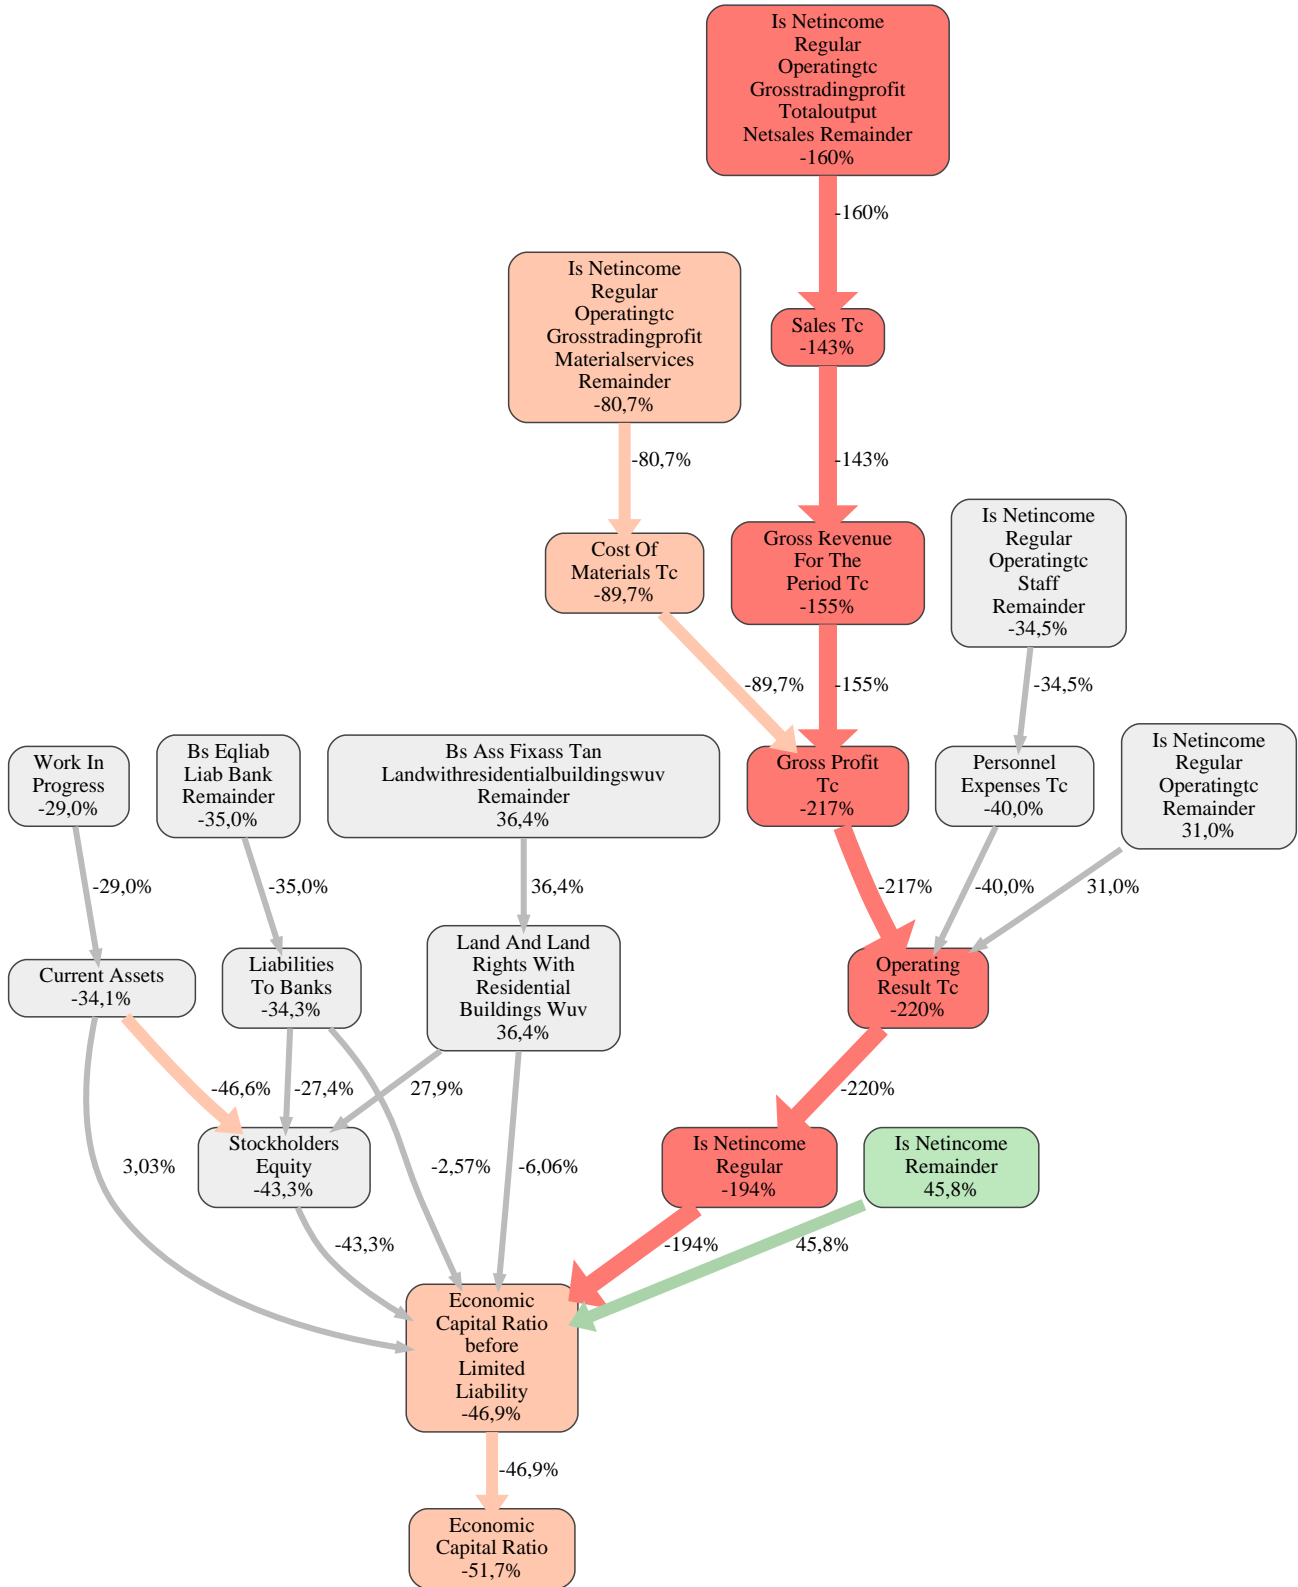 Is Netincome
Regular
Operatingtc
Grosstradingprofit
Totaloutput
Netsales Remainder
-160%
-160%
Is Netincome
Regular
Operatingtc
Grosstradingprofit
Materialservices
Remainder
-80,7%
Sales Tc
-143%
-80,7%
-143%
Cost Of
Materials Tc
-89,7%
Gross Revenue
For The
Period Tc
-155%
Is Netincome
Regular
Operatingtc
Staff
Remainder
-34,5%
-89,7%
-155%
-34,5%
Work In
Progress
-29,0%
Bs Eqliab
Liab Bank
Remainder
-35,0%
Bs Ass Fixass Tan
Landwithresidentialbuildingswuv
Remainder
36,4%
Gross Profit
Tc
-217%
Personnel
Expenses Tc
-40,0%
Is Netincome
Regular
Operatingtc
Remainder
31,0%
-29,0%
-35,0%
36,4%
-217%
-40,0%
31,0%
Current Assets
-34,1%
Liabilities
To Banks
-34,3%
Land And Land
Rights With
Residential
Buildings Wuv
36,4%
Operating
Result Tc
-220%
-46,6%
-27,4%
27,9%
-220%
Stockholders
Equity
-43,3%
Is Netincome
Regular
-194%
Is Netincome
Remainder
45,8%
3,03%
-2,57%
-6,06%
-43,3%
-194%
45,8%
Economic
Capital Ratio
before
Limited
Liability
-46,9%
-46,9%
Economic
Capital Ratio
-51,7%